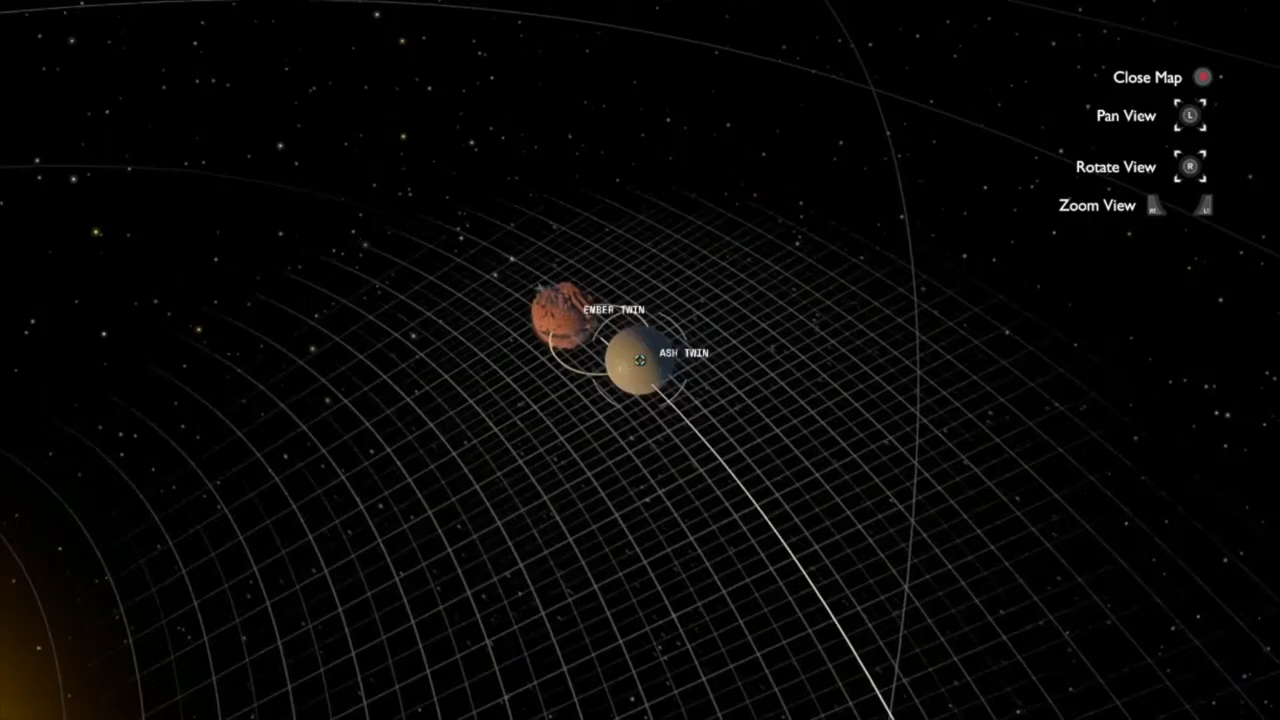 Close Map
Pan View L
Rotate View R
Zoom View
EMBER TWIN
ASH TWIN